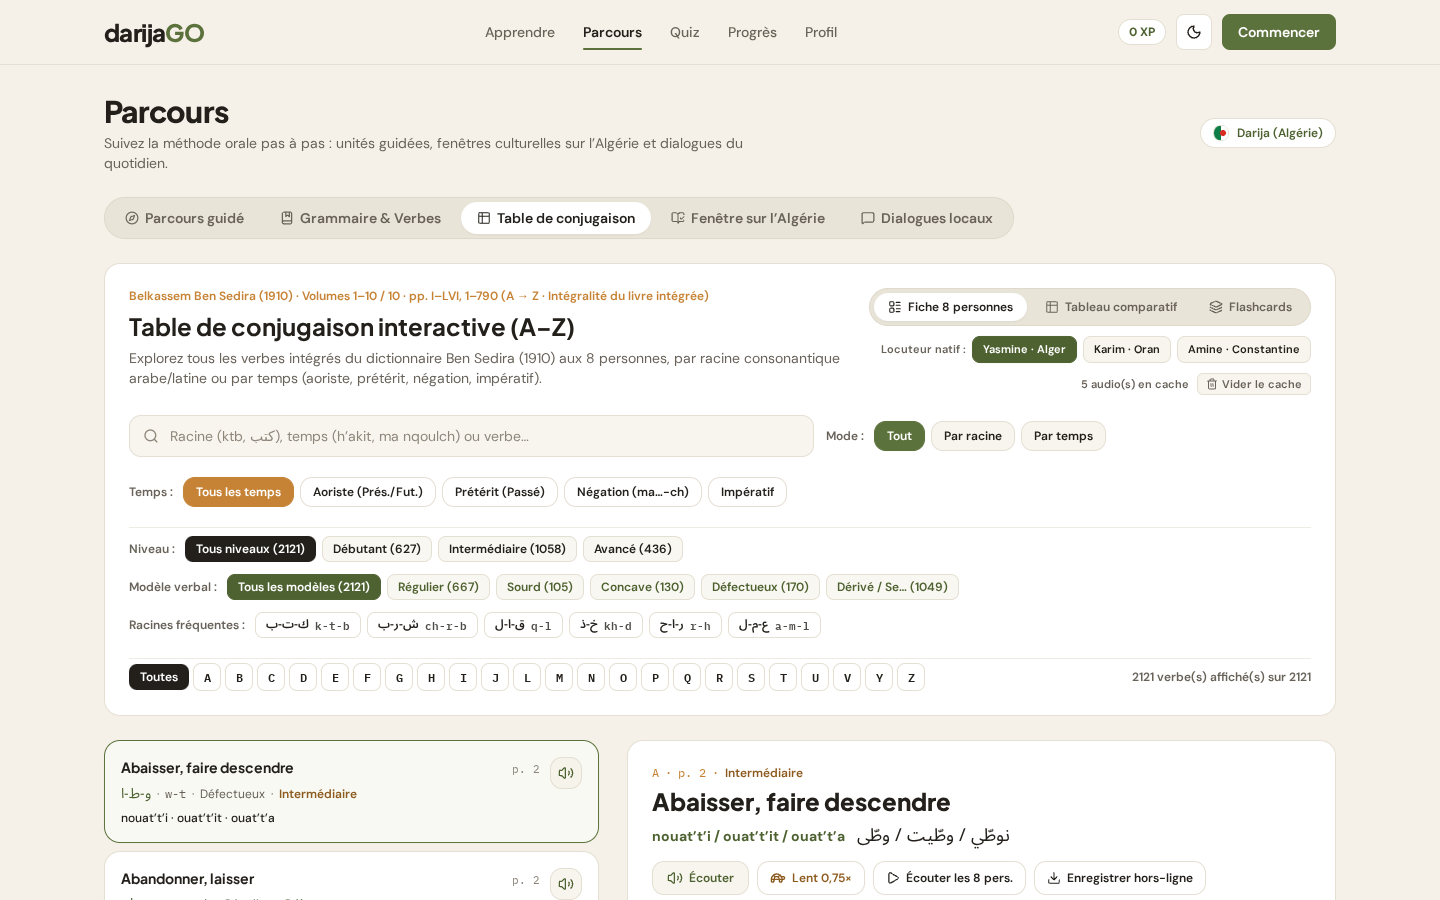 darijaGO
Apprendre Parcours Quiz Progrès Profil
0 XP Commencer
Parcours
Suivez la méthode orale pas à pas : unités guidées, fenêtres culturelles sur l’Algérie et dialogues du
quotidien.
Darija (Algérie)
Parcours guidé Grammaire & Verbes Table de conjugaison Fenêtre sur l’Algérie Dialogues locaux
Belkassem Ben Sedira (1910) · Volumes 1–10 / 10 · pp. I–LVI, 1–790 (A → Z · Intégralité du livre intégrée)
Table de conjugaison interactive (A–Z)
Explorez tous les verbes intégrés du dictionnaire Ben Sedira (1910) aux 8 personnes, par racine consonantique
arabe/latine ou par temps (aoriste, prétérit, négation, impératif).
Fiche 8 personnes Tableau comparatif Flashcards
Locuteur natif : Yasmine · Alger Karim · Oran Amine · Constantine
5 audio(s) en cache Vider le cache
Racine (ktb, كتب), temps (h’akit, ma nqoulch) ou verbe…
Mode : Tout Par racine Par temps
Temps : Tous les temps Aoriste (Prés./Fut.) Prétérit (Passé) Négation (ma…-ch) Impératif
Niveau : Tous niveaux (2121) Débutant (627) Intermédiaire (1058) Avancé (436)
Modèle verbal : Tous les modèles (2121) Régulier (667) Sourd (105) Concave (130) Défectueux (170) Dérivé / Se… (1049)
Racines fréquentes : ك-ت-ب k-t-b ش-ر-ب ch-r-b ق-ا-ل q-l خ-ذ kh-d ر-ا-ح r-h ع-م-ل a-m-l
Toutes A B C D E F G H I J L M N O P Q R S T U V Y Z
2121 verbe(s) affiché(s) sur 2121
Abaisser, faire descendre p. 2
و-ط-ا · w-t · Défectueux · Intermédiaire
nouat’t’i · ouat’t’it · ouat’t’a
Abandonner, laisser p. 2
A · p. 2 · Intermédiaire
Abaisser, faire descendre
nouat’t’i / ouat’t’it / ouat’t’a نوطّي / وطّيت / وطّى
Écouter Lent 0,75× Écouter les 8 pers. Enregistrer hors-ligne